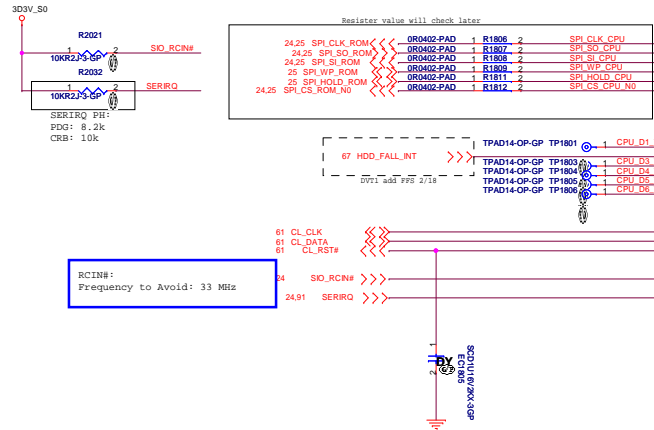 3D3V_S0
Resister value will check later
R2021
1 2 SIO_RCIN#
10KR2J-3-GP
R2032
1 2 SERIRQ
10KR2J-3-GP
SERIRQ PH:
PDG: 8.2k
CRB: 10k
24,25 SPI_CLK_ROM 0R0402-PAD 1 R1806 2 SPI_CLK_CPU
24,25 SPI_SO_ROM 0R0402-PAD 1 R1807 2 SPI_SO_CPU
24,25 SPI_SI_ROM 0R0402-PAD 1 R1808 2 SPI_SI_CPU
25 SPI_WP_ROM 0R0402-PAD 1 R1809 2 SPI_WP_CPU
25 SPI_HOLD_ROM 0R0402-PAD 1 R1811 2 SPI_HOLD_CPU
24,25 SPI_CS_ROM_N0 0R0402-PAD 1 R1812 2 SPI_CS_CPU_N0
67 HDD_FALL_INT
DVT1 add FFS 2/18
TPAD14-OP-GP TP1801 1 CPU_D1
TPAD14-OP-GP TP1803 1 CPU_D3
TPAD14-OP-GP TP1804 1 CPU_D4
TPAD14-OP-GP TP1805 1 CPU_D5
TPAD14-OP-GP TP1806 1 CPU_D6
61 CL_CLK
61 CL_DATA
61 CL_RST#
24 SIO_RCIN#
24,91 SERIRQ
RCIN#:
Frequency to Avoid: 33 MHz
1
DY
2
EC1805
SCD1U16V2KX-3GP